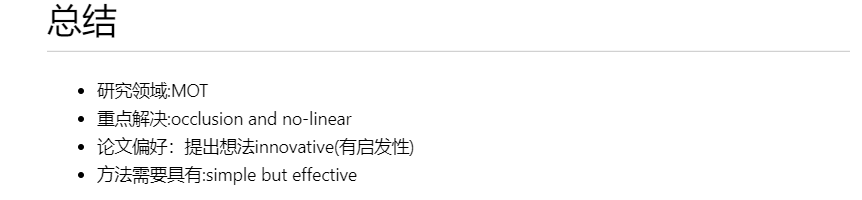 总结
研究领域:MOT
重点解决:occlusion and no-linear
论文偏好：提出想法innovative(有启发性)
方法需要具有:simple but effective